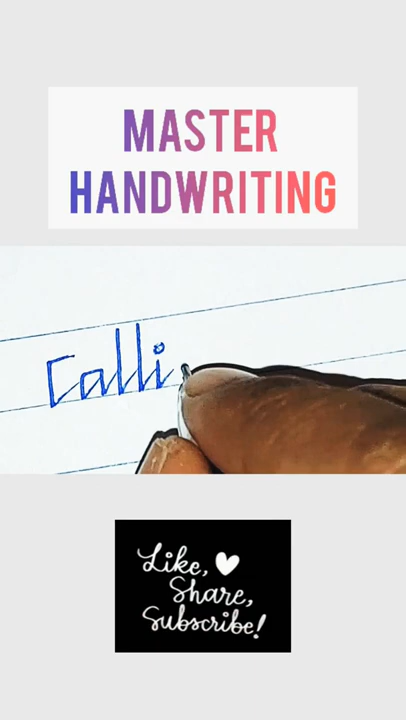 MASTER
HANDWRITING
Calli
Like,
Share,
Subscribe!